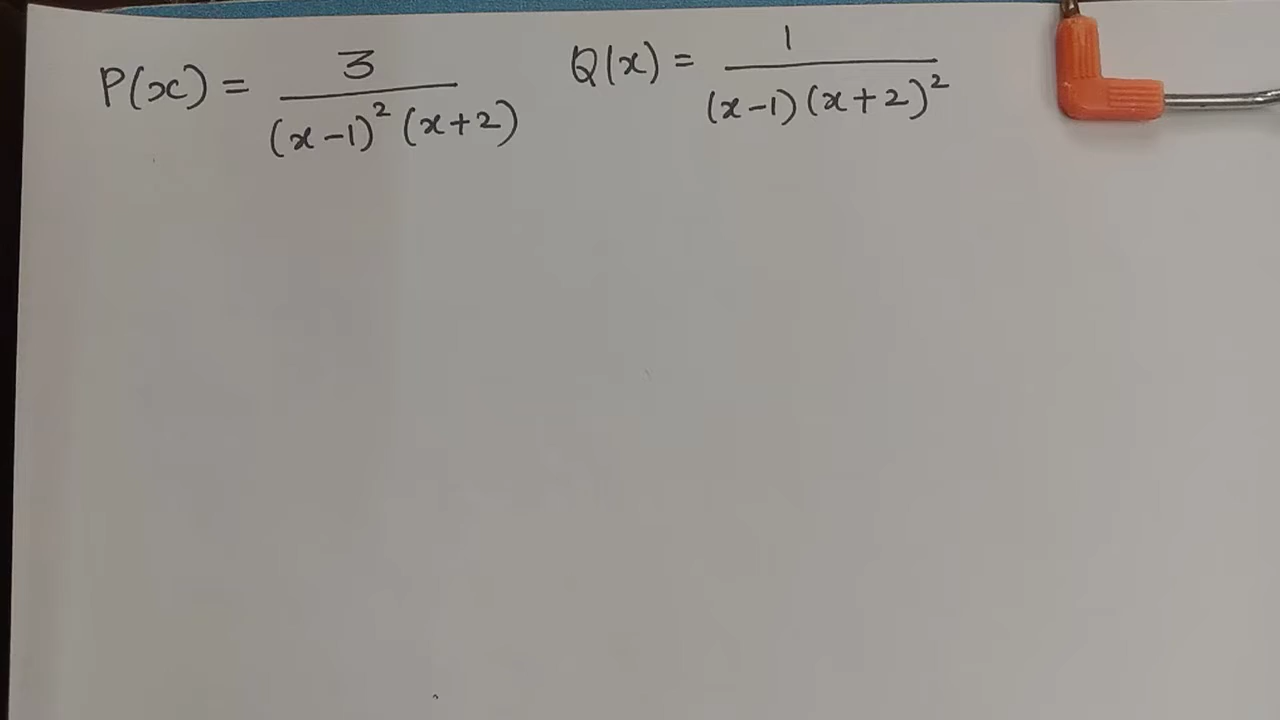 P(x) = 3/((x-1)²(x+2))   Q(x) = 1/((x-1)(x+2)²)